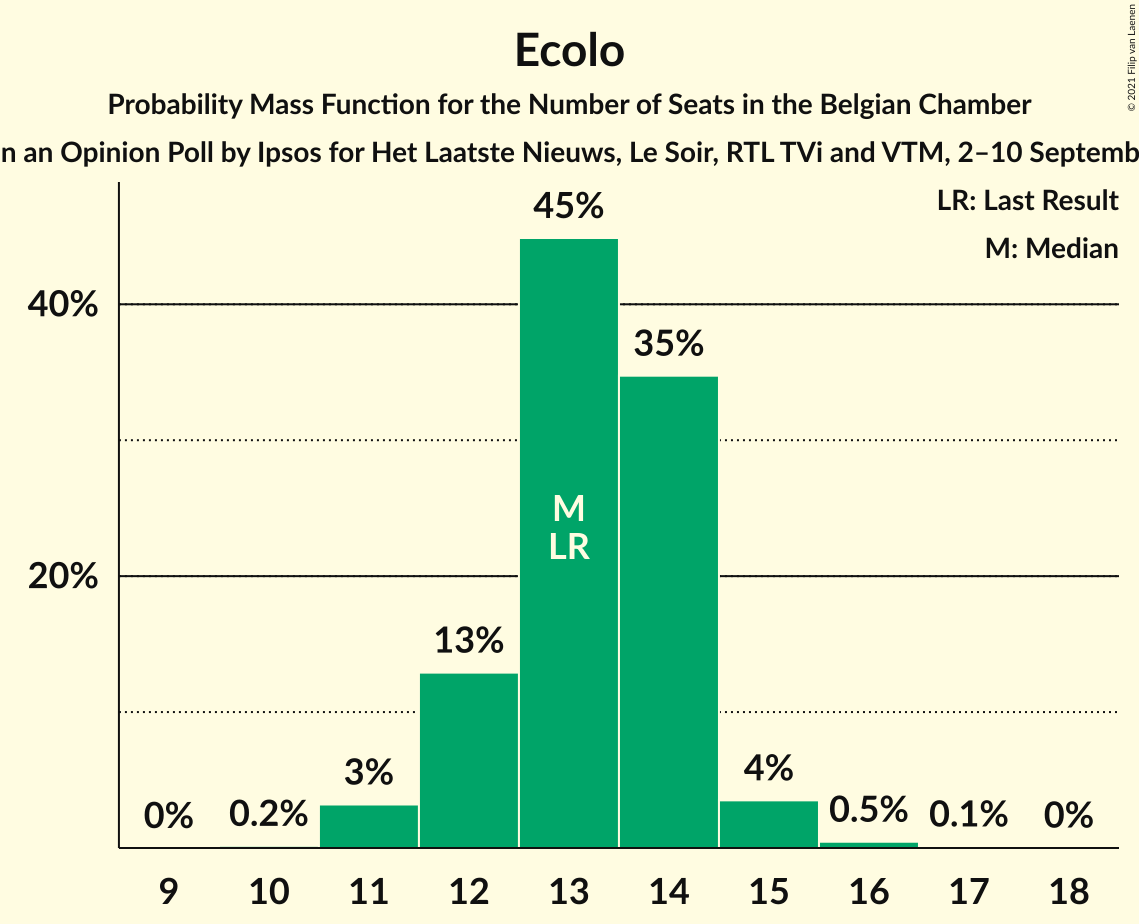 Ecolo
Probability Mass Function for the Number of Seats in the Belgian Chamber
n an Opinion Poll by Ipsos for Het Laatste Nieuws, Le Soir, RTL TVi and VTM, 2–10 Septemb
© 2021 Filip van Laenen
LR: Last Result
M: Median
45%
40%
35%
M
LR
20%
13%
3%
4%
0%
0.2%
0.5%
0.1%
0%
9
10
11
12
13
14
15
16
17
18